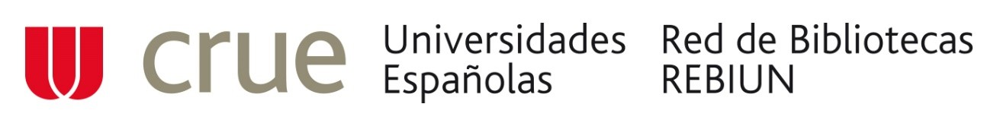 crue
Universidades
Españolas
Red de Bibliotecas
REBIUN